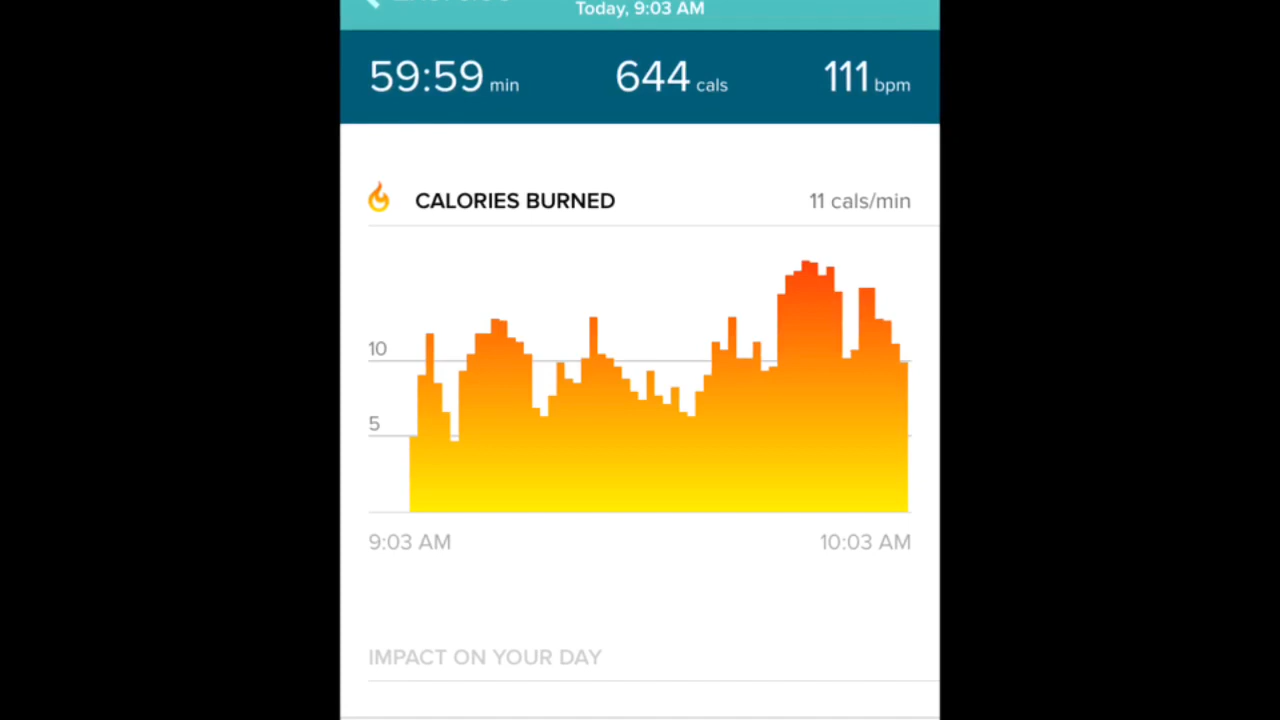 Today, 9:03 AM
59:59 min 644 cals 111 bpm
CALORIES BURNED 11 cals/min
10
5
9:03 AM 10:03 AM
IMPACT ON YOUR DAY